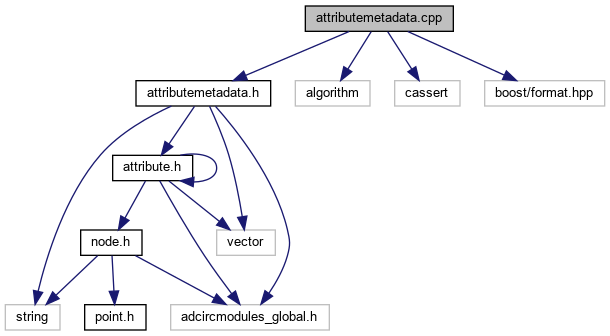 attributemetadata.cpp
attributemetadata.h
algorithm
cassert
boost/format.hpp
attribute.h
node.h
vector
string
point.h
adcircmodules_global.h